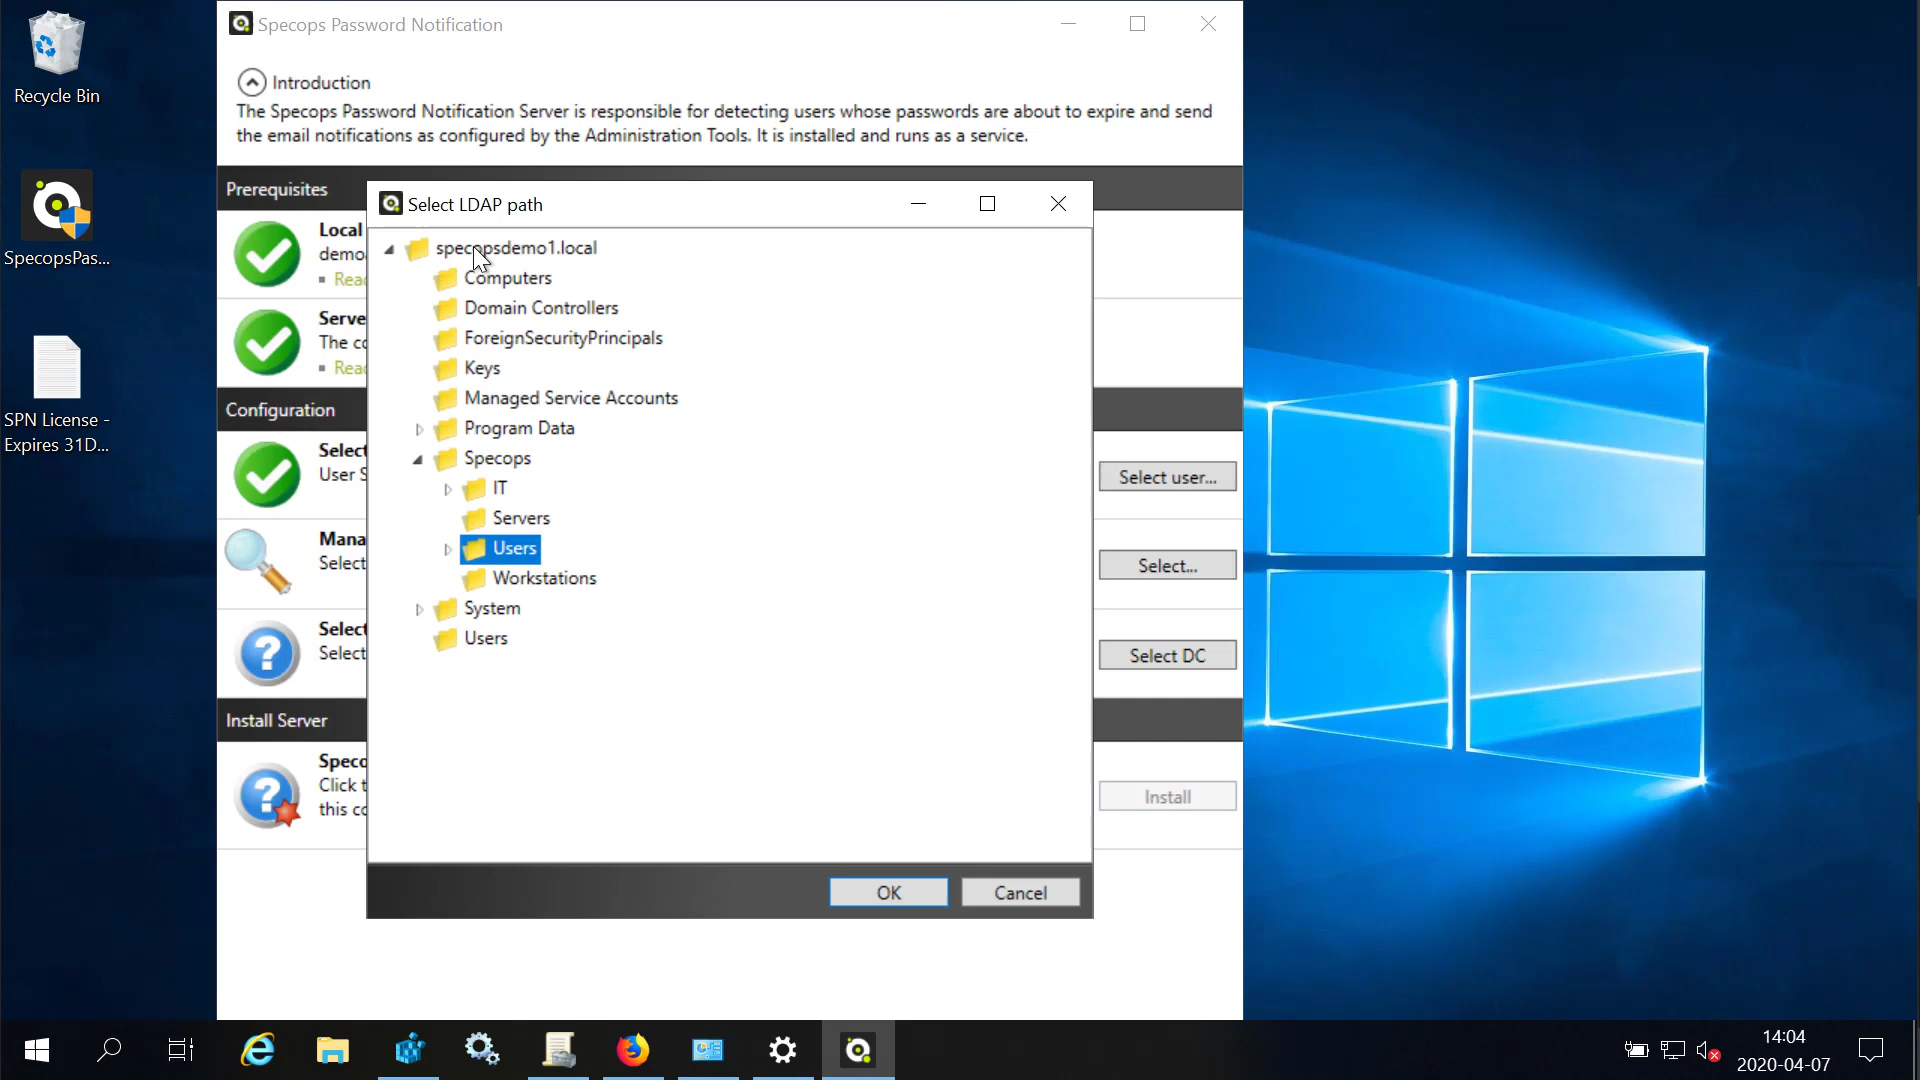 Recycle Bin
SpecopsPas...
SPN License -
Expires 31D...
Specops Password Notification
Introduction
The Specops Password Notification Server is responsible for detecting users whose passwords are about to expire and send
the email notifications as configured by the Administration Tools. It is installed and runs as a service.
Prerequisites
Local
demo
Read
Serve
The co
Read
Configuration
Select
User S
Select user...
Mana
Select
Select...
Select
Select
Select DC
Install Server
Speco
Click t
this co
Install
Select LDAP path
specopsdemo1.local
Computers
Domain Controllers
ForeignSecurityPrincipals
Keys
Managed Service Accounts
Program Data
Specops
IT
Servers
Users
Workstations
System
Users
OK
Cancel
14:04
2020-04-07